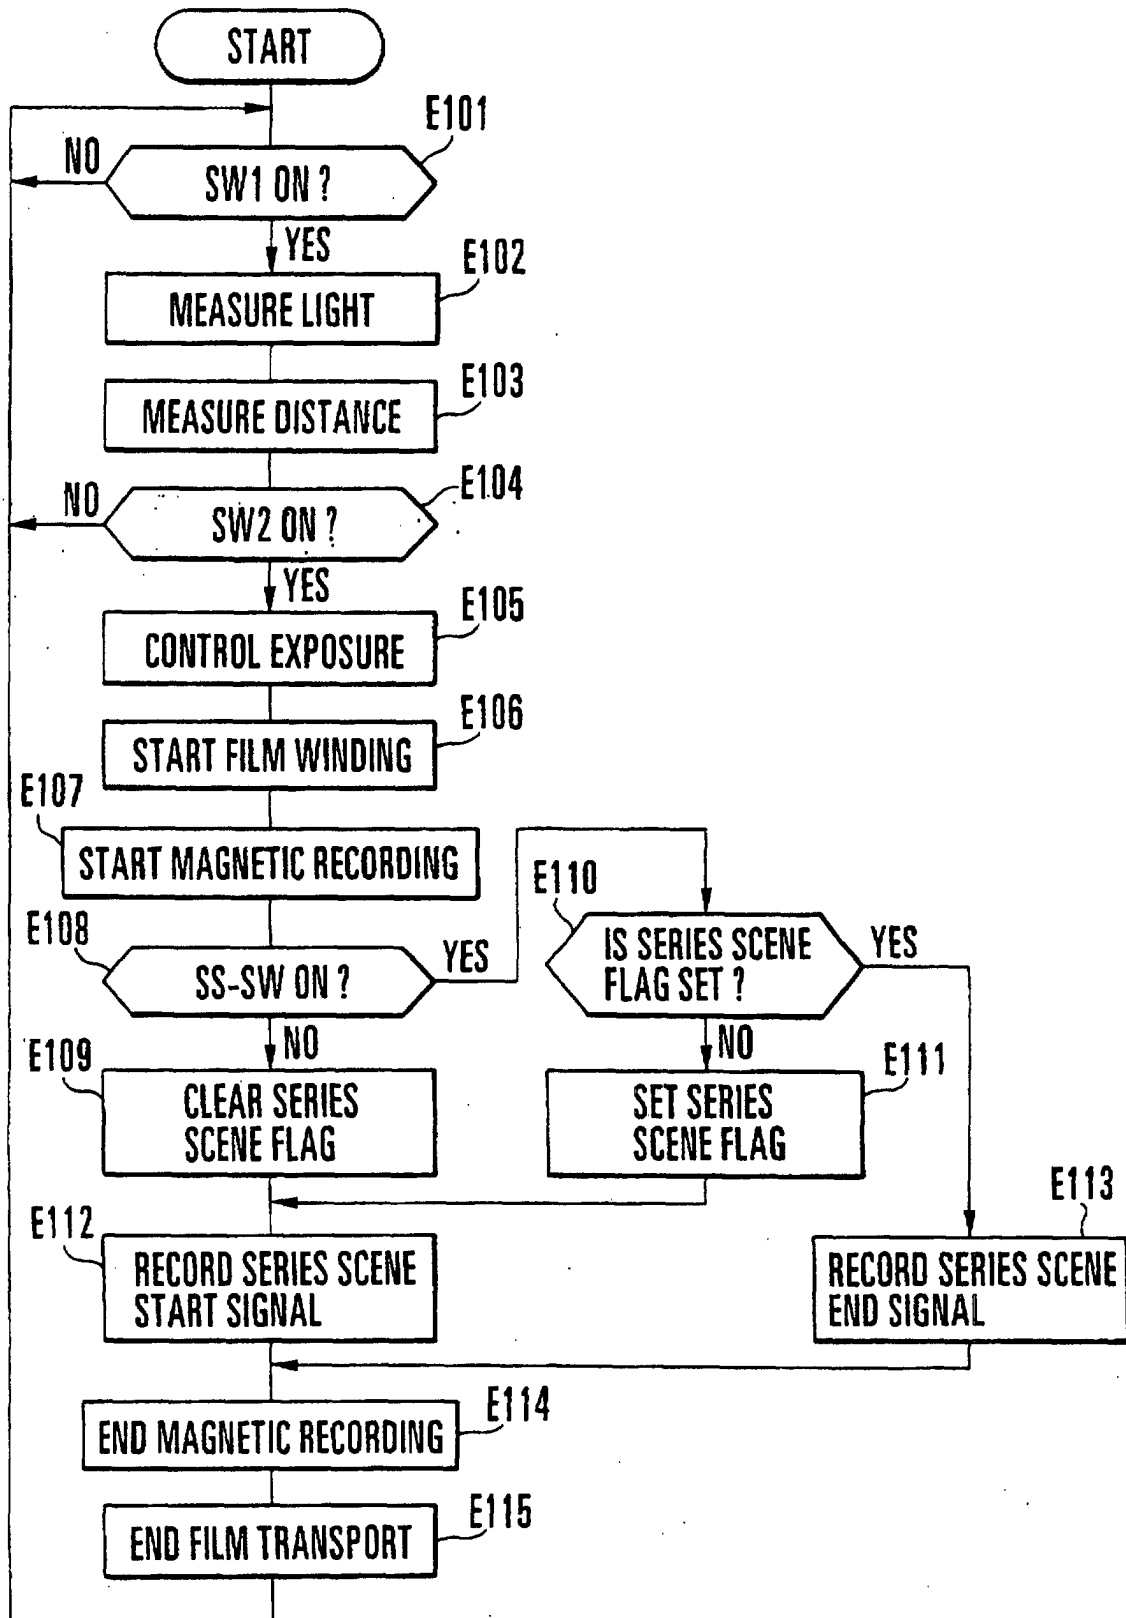 START
E101
NO
SW1 ON ?
YES
E102
MEASURE LIGHT
E103
MEASURE DISTANCE
E104
NO
SW2 ON ?
YES
E105
CONTROL EXPOSURE
E106
START FILM WINDING
E107
START MAGNETIC RECORDING
E108
SS-SW ON ?
YES
E110
IS SERIES SCENE
FLAG SET ?
YES
NO
NO
E109
CLEAR SERIES
SCENE FLAG
E111
SET SERIES
SCENE FLAG
E112
RECORD SERIES SCENE
START SIGNAL
E113
RECORD SERIES SCENE
END SIGNAL
E114
END MAGNETIC RECORDING
E115
END FILM TRANSPORT